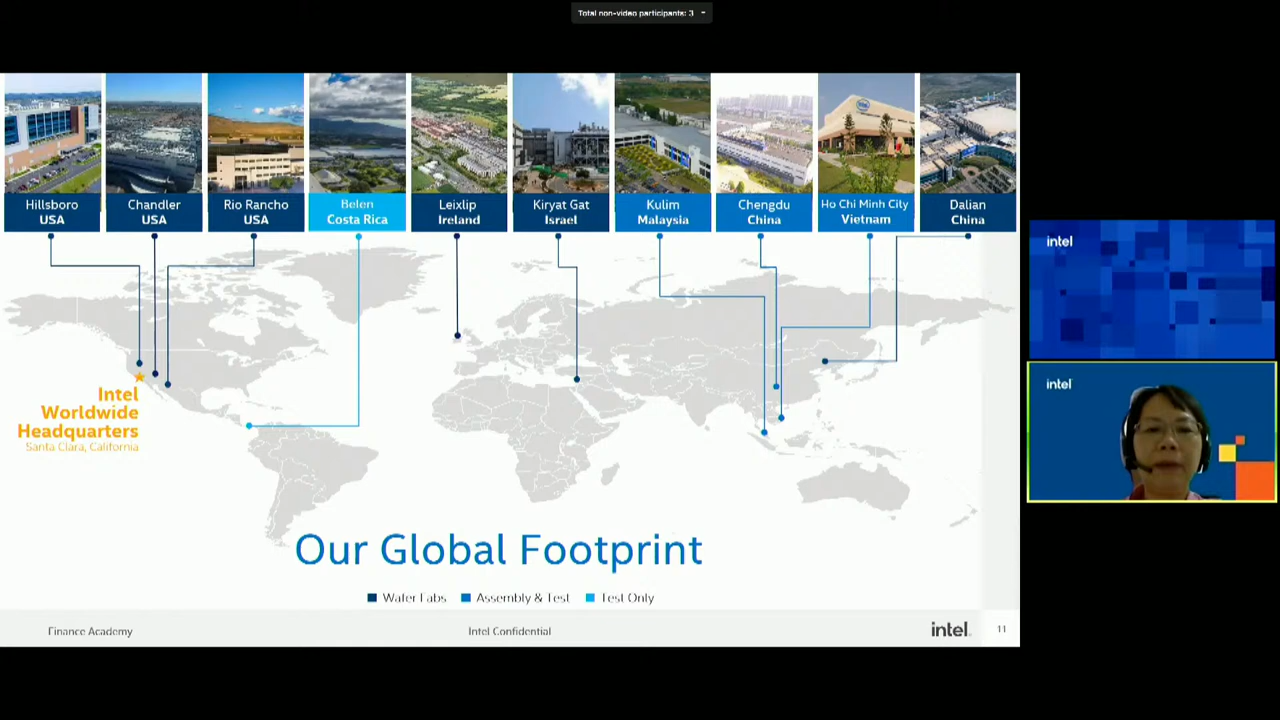 Total non-video participants: 3
Hillsboro
USA
Chandler
USA
Rio Rancho
USA
Belen
Costa Rica
Leixlip
Ireland
Kiryat Gat
Israel
Kulim
Malaysia
Chengdu
China
Ho Chi Minh City
Vietnam
Dalian
China
intel
intel
Intel
Worldwide
Headquarters
Santa Clara, California
Our Global Footprint
Wafer Fabs
Assembly & Test
Test Only
Finance Academy
Intel Confidential
intel.
11